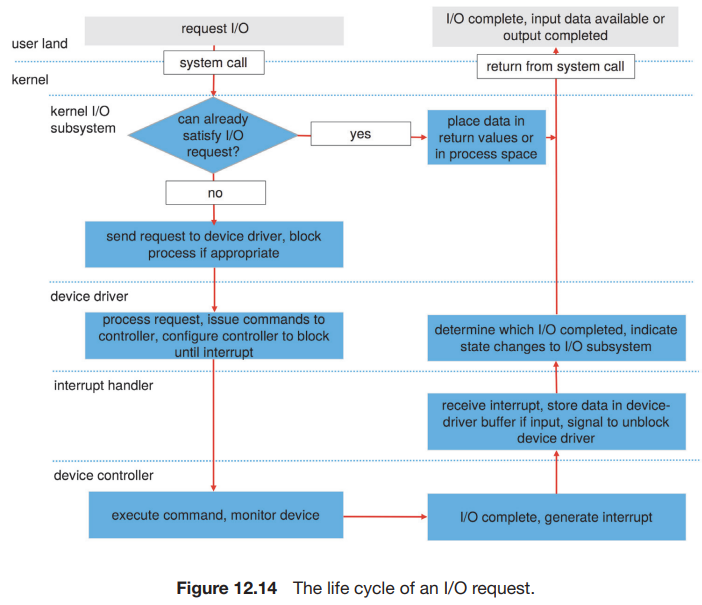 request I/O
I/O complete, input data available or
output completed
user land
system call
return from system call
kernel
kernel I/O
subsystem
can already
satisfy I/O
request?
yes
place data in
return values or
in process space
no
send request to device driver, block
process if appropriate
device driver
process request, issue commands to
controller, configure controller to block
until interrupt
determine which I/O completed, indicate
state changes to I/O subsystem
interrupt handler
receive interrupt, store data in device-
driver buffer if input, signal to unblock
device driver
device controller
execute command, monitor device
I/O complete, generate interrupt
Figure 12.14 The life cycle of an I/O request.